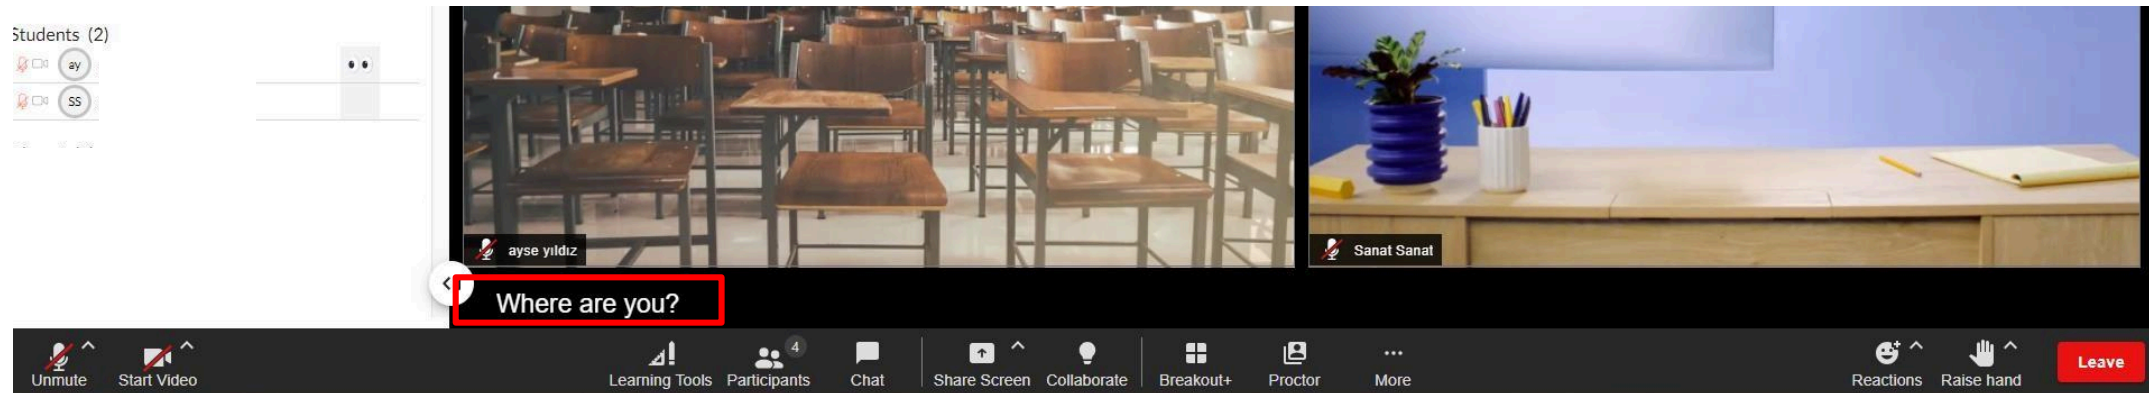 Students (2)
ay
SS
ayse yıldız
Sanat Sanat
Where are you?
Unmute
Start Video
Learning Tools
Participants
4
Chat
Share Screen
Collaborate
Breakout+
Proctor
More
Reactions
Raise hand
Leave